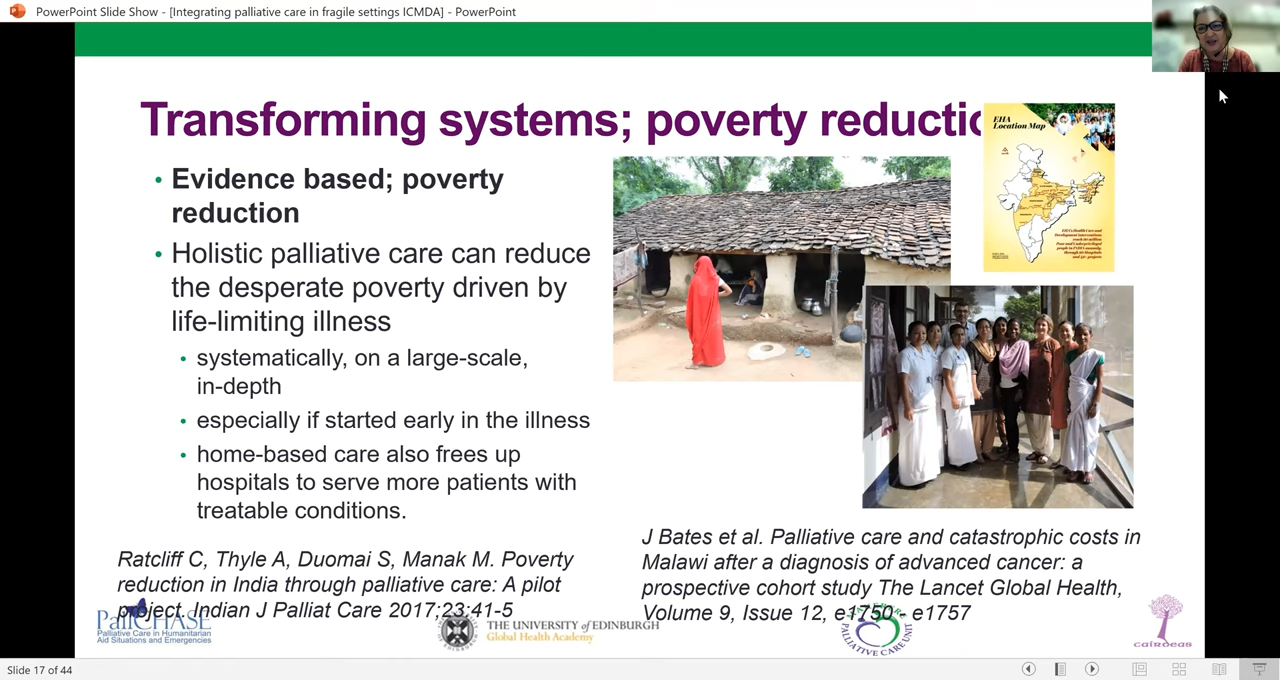 PowerPoint Slide Show - [Integrating palliative care in fragile settings ICMDA] - PowerPoint
Transforming systems; poverty reductio
EHA
Location Map
• Evidence based; poverty
reduction
• Holistic palliative care can reduce
the desperate poverty driven by
life-limiting illness
• systematically, on a large-scale,
in-depth
• especially if started early in the illness
• home-based care also frees up
hospitals to serve more patients with
treatable conditions.
Ratcliff C, Thyle A, Duomai S, Manak M. Poverty
reduction in India through palliative care: A pilot
project. Indian J Palliat Care 2017;23:41-5
J Bates et al. Palliative care and catastrophic costs in
Malawi after a diagnosis of advanced cancer: a
prospective cohort study The Lancet Global Health,
Volume 9, Issue 12, e1750- e1757
PallCHASE
Palliative Care in Humanitarian
Aid Situations and Emergencies
THE UNIVERSITY of EDINBURGH
Global Health Academy
PALLIATIVE CARE UNIT
cairdeas
Slide 17 of 44